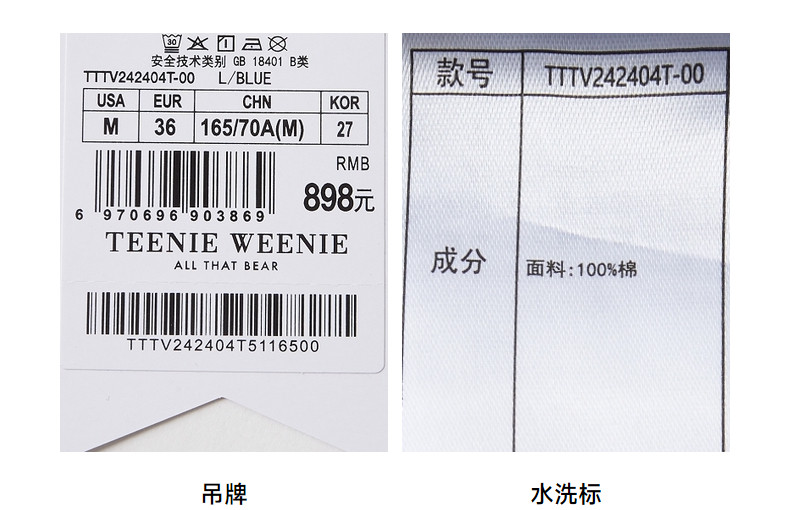 30
安全技术类别 GB 18401 B类
TTTV242404T-00 L/BLUE
USA EUR CHN KOR
M 36 165/70A(M) 27
RMB
898元
6 970696 903869
TEENIE WEENIE
ALL THAT BEAR
TTTV242404T5116500
吊牌
款号 TTTV242404T-00
成分 面料:100%棉
水洗标